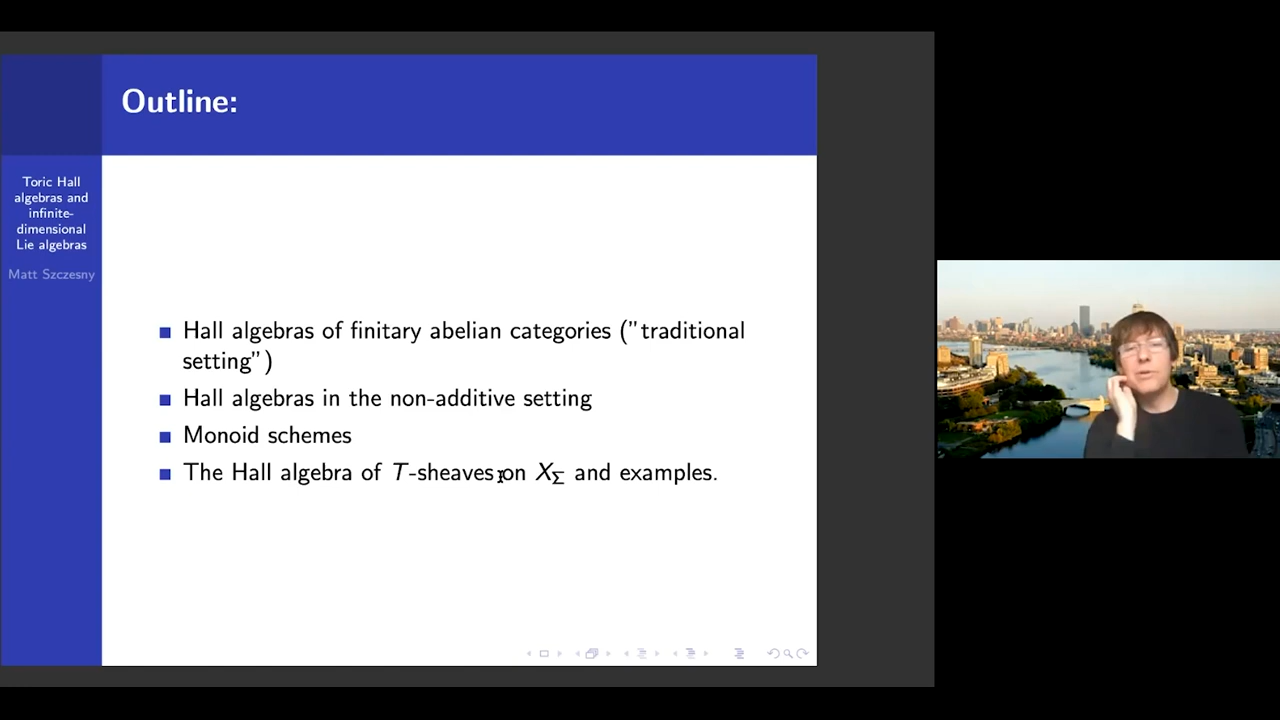 Outline:
Toric Hall
algebras and
infinite-
dimensional
Lie algebras
Matt Szczesny
Hall algebras of finitary abelian categories ("traditional
setting")
Hall algebras in the non-additive setting
Monoid schemes
The Hall algebra of T-sheaves on X_Σ and examples.